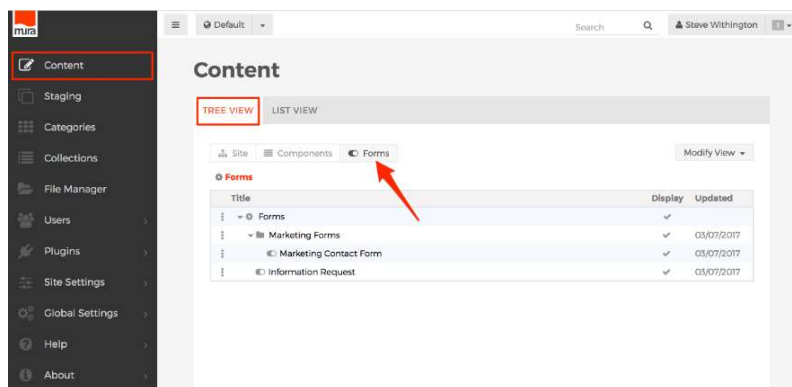 mura
Default
Search
Steve Withington
1
Content
Staging
Categories
Collections
File Manager
Users
Plugins
Site Settings
Global Settings
Help
About
Content
TREE VIEW LIST VIEW
Site Components Forms
Modify View
Forms
Title Display Updated
Forms
Marketing Forms 03/07/2017
Marketing Contact Form 03/07/2017
Information Request 03/07/2017